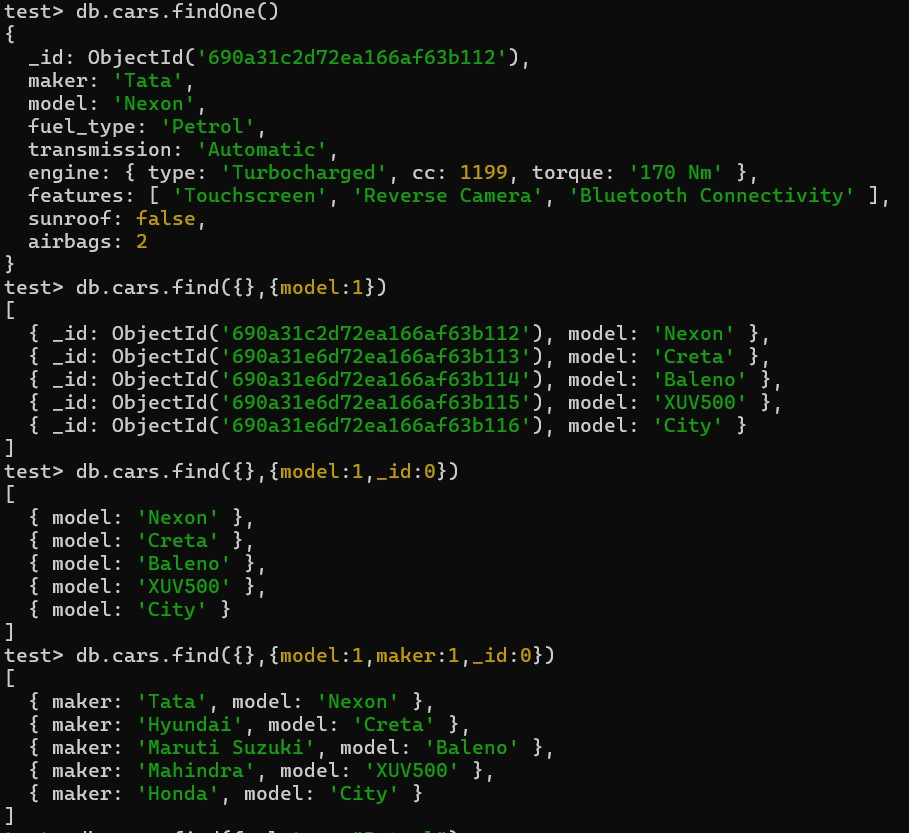 test> db.cars.findOne()
{
  _id: ObjectId('690a31c2d72ea166af63b112'),
  maker: 'Tata',
  model: 'Nexon',
  fuel_type: 'Petrol',
  transmission: 'Automatic',
  engine: { type: 'Turbocharged', cc: 1199, torque: '170 Nm' },
  features: [ 'Touchscreen', 'Reverse Camera', 'Bluetooth Connectivity' ],
  sunroof: false,
  airbags: 2
}
test> db.cars.find({},{model:1})
[
  { _id: ObjectId('690a31c2d72ea166af63b112'), model: 'Nexon' },
  { _id: ObjectId('690a31e6d72ea166af63b113'), model: 'Creta' },
  { _id: ObjectId('690a31e6d72ea166af63b114'), model: 'Baleno' },
  { _id: ObjectId('690a31e6d72ea166af63b115'), model: 'XUV500' },
  { _id: ObjectId('690a31e6d72ea166af63b116'), model: 'City' }
]
test> db.cars.find({},{model:1,_id:0})
[
  { model: 'Nexon' },
  { model: 'Creta' },
  { model: 'Baleno' },
  { model: 'XUV500' },
  { model: 'City' }
]
test> db.cars.find({},{model:1,maker:1,_id:0})
[
  { maker: 'Tata', model: 'Nexon' },
  { maker: 'Hyundai', model: 'Creta' },
  { maker: 'Maruti Suzuki', model: 'Baleno' },
  { maker: 'Mahindra', model: 'XUV500' },
  { maker: 'Honda', model: 'City' }
]